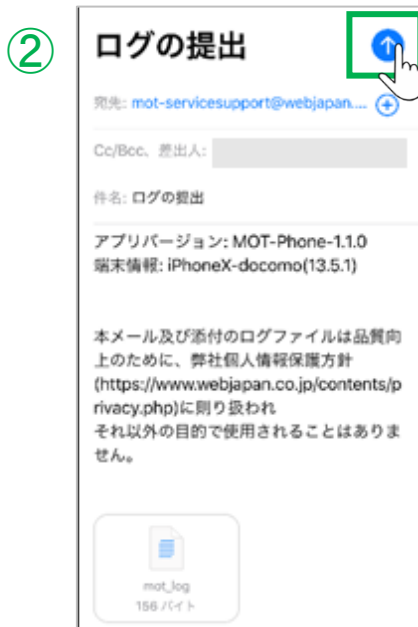 ②
ログの提出
宛先: mot-servicesupport@webjapan....
Cc/Bcc、差出人:
件名: ログの提出
アプリバージョン: MOT-Phone-1.1.0
端末情報: iPhoneX-docomo(13.5.1)
本メール及び添付のログファイルは品質向
上のために、弊社個人情報保護方針
(https://www.webjapan.co.jp/contents/p
rivacy.php)に則り扱われ
それ以外の目的で使用されることはありま
せん。
mot_log
156 バイト